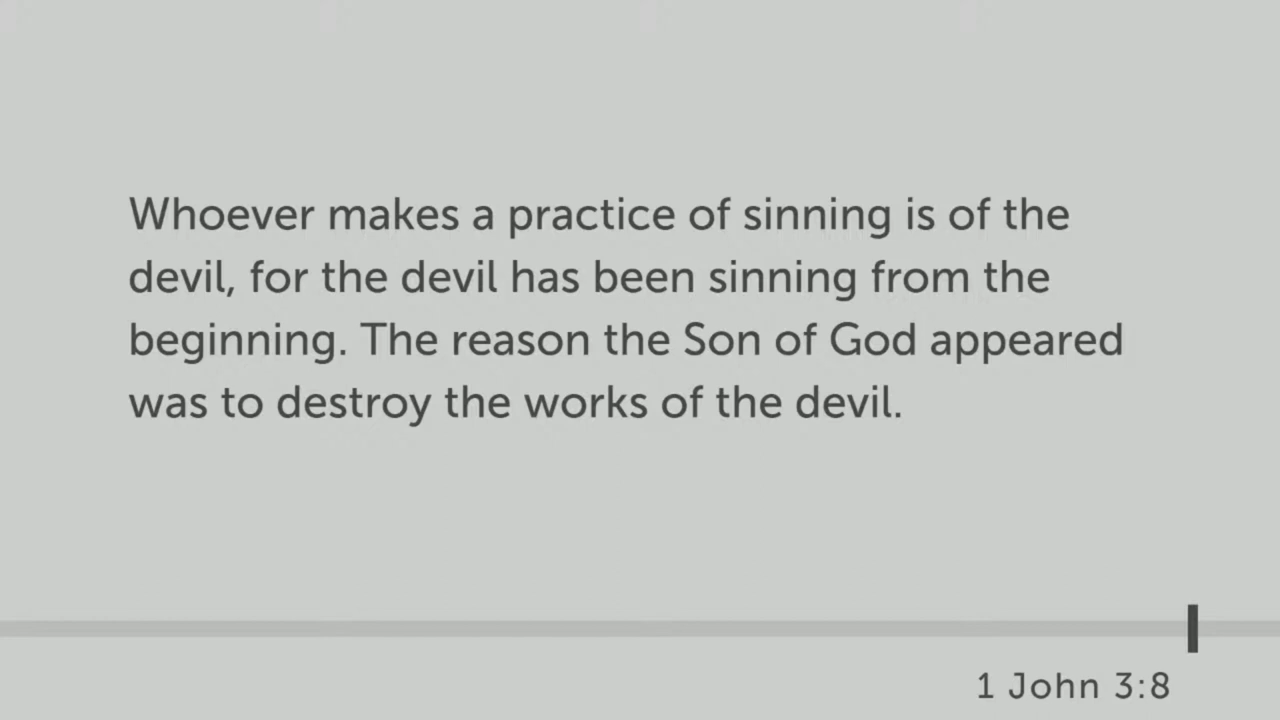 Whoever makes a practice of sinning is of the
devil, for the devil has been sinning from the
beginning. The reason the Son of God appeared
was to destroy the works of the devil.
1 John 3:8